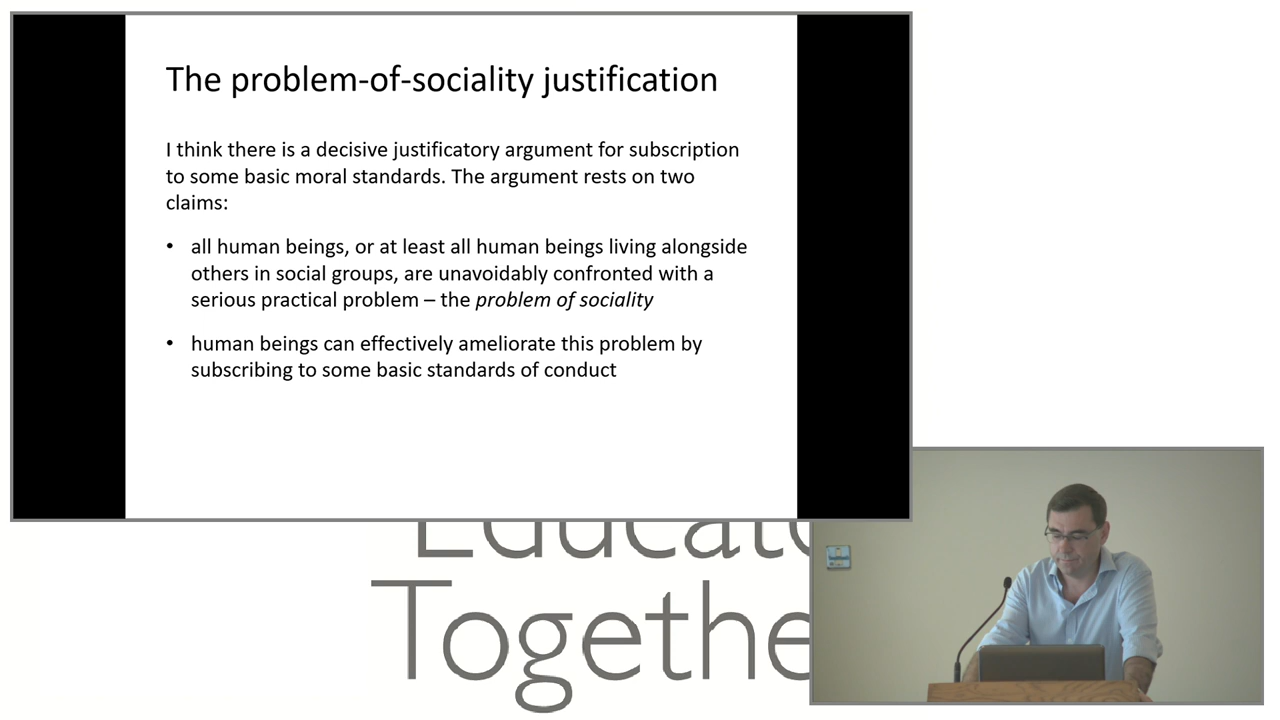 The problem-of-sociality justification
I think there is a decisive justificatory argument for subscription
to some basic moral standards. The argument rests on two
claims:
• all human beings, or at least all human beings living alongside
others in social groups, are unavoidably confronted with a
serious practical problem – the problem of sociality
• human beings can effectively ameliorate this problem by
subscribing to some basic standards of conduct
Educate
Togethe